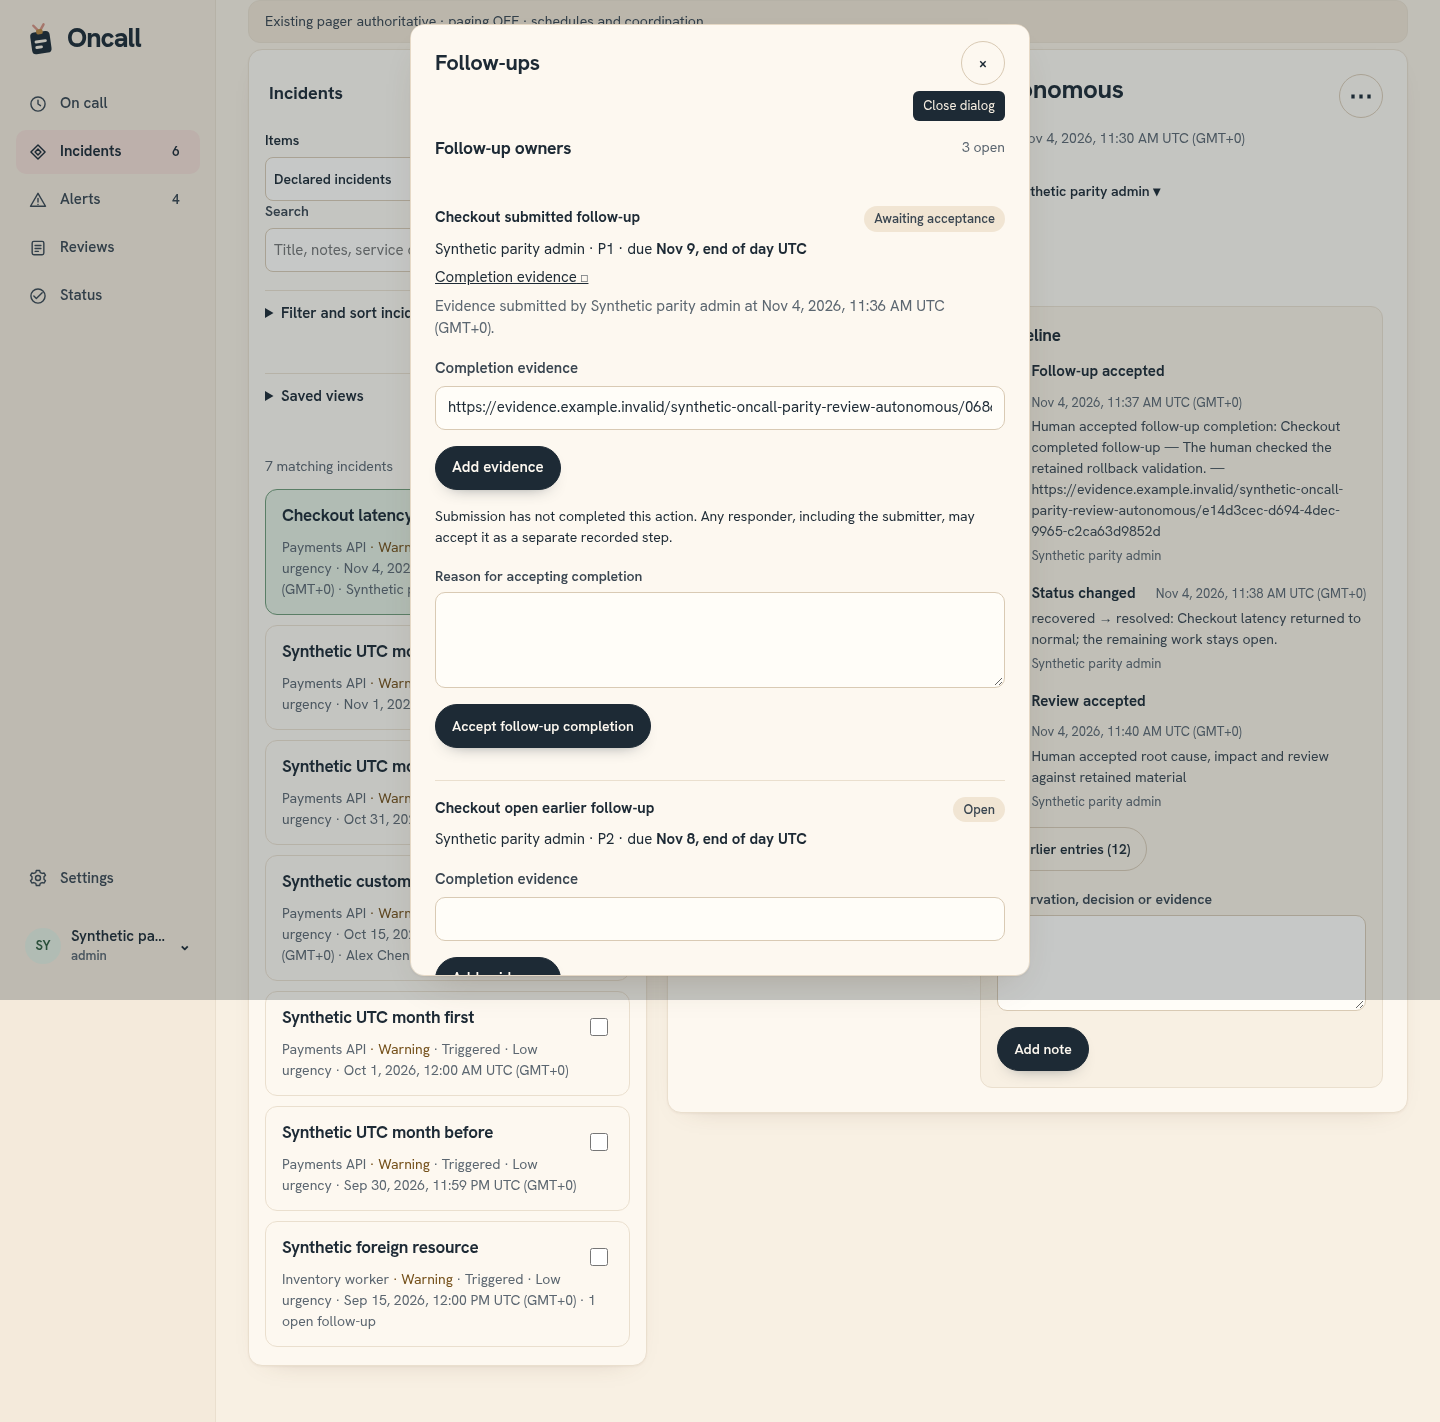 Oncall
On call
Incidents 6
Alerts 4
Reviews
Status
Settings
SY
Synthetic pa...
admin
Existing pager authoritative · paging OFF · schedules and coordination
Incidents
Items
Declared incidents
Search
Title, notes, service
Filter and sort
Saved views
7 matching incidents
Checkout latency
Payments API ·
urgency · Nov 4,
(GMT+0) · Synthetic
Synthetic UTC
Payments API ·
urgency · Nov 1,
Synthetic UTC
Payments API ·
urgency · Oct 31,
Synthetic
Payments API ·
urgency · Oct 15,
(GMT+0) · Alex Chen
Synthetic UTC month first
Payments API · Warning · Triggered · Low
urgency · Oct 1, 2026, 12:00 AM UTC (GMT+0)
Synthetic UTC month before
Payments API · Warning · Triggered · Low
urgency · Sep 30, 2026, 11:59 PM UTC (GMT+0)
Synthetic foreign resource
Inventory worker · Warning · Triggered · Low
urgency · Sep 15, 2026, 12:00 PM UTC (GMT+0) · 1
open follow-up
Follow-ups
×
Close dialog
Follow-up owners 3 open
Checkout submitted follow-up Awaiting acceptance
Synthetic parity admin · P1 · due Nov 9, end of day UTC
Completion evidence
Evidence submitted by Synthetic parity admin at Nov 4, 2026, 11:36 AM UTC
(GMT+0).
Completion evidence
https://evidence.example.invalid/synthetic-oncall-parity-review-autonomous/068
Add evidence
Submission has not completed this action. Any responder, including the submitter, may
accept it as a separate recorded step.
Reason for accepting completion
Accept follow-up completion
Checkout open earlier follow-up Open
Synthetic parity admin · P2 · due Nov 8, end of day UTC
Completion evidence
onomous
...
4, 2026, 11:30 AM UTC (GMT+0)
parity admin ▾
Follow-up accepted
Nov 4, 2026, 11:37 AM UTC (GMT+0)
Human accepted follow-up completion: Checkout
completed follow-up — The human checked the
retained rollback validation. —
https://evidence.example.invalid/synthetic-oncall-
parity-review-autonomous/e14d3cec-d694-4dec-
9965-c2ca63d9852d
Synthetic parity admin
Status changed Nov 4, 2026, 11:38 AM UTC (GMT+0)
recovered → resolved: Checkout latency returned to
normal; the remaining work stays open.
Synthetic parity admin
Review accepted
Nov 4, 2026, 11:40 AM UTC (GMT+0)
Human accepted root cause, impact and review
against retained material
Synthetic parity admin
entries (12)
decision or evidence
Add note